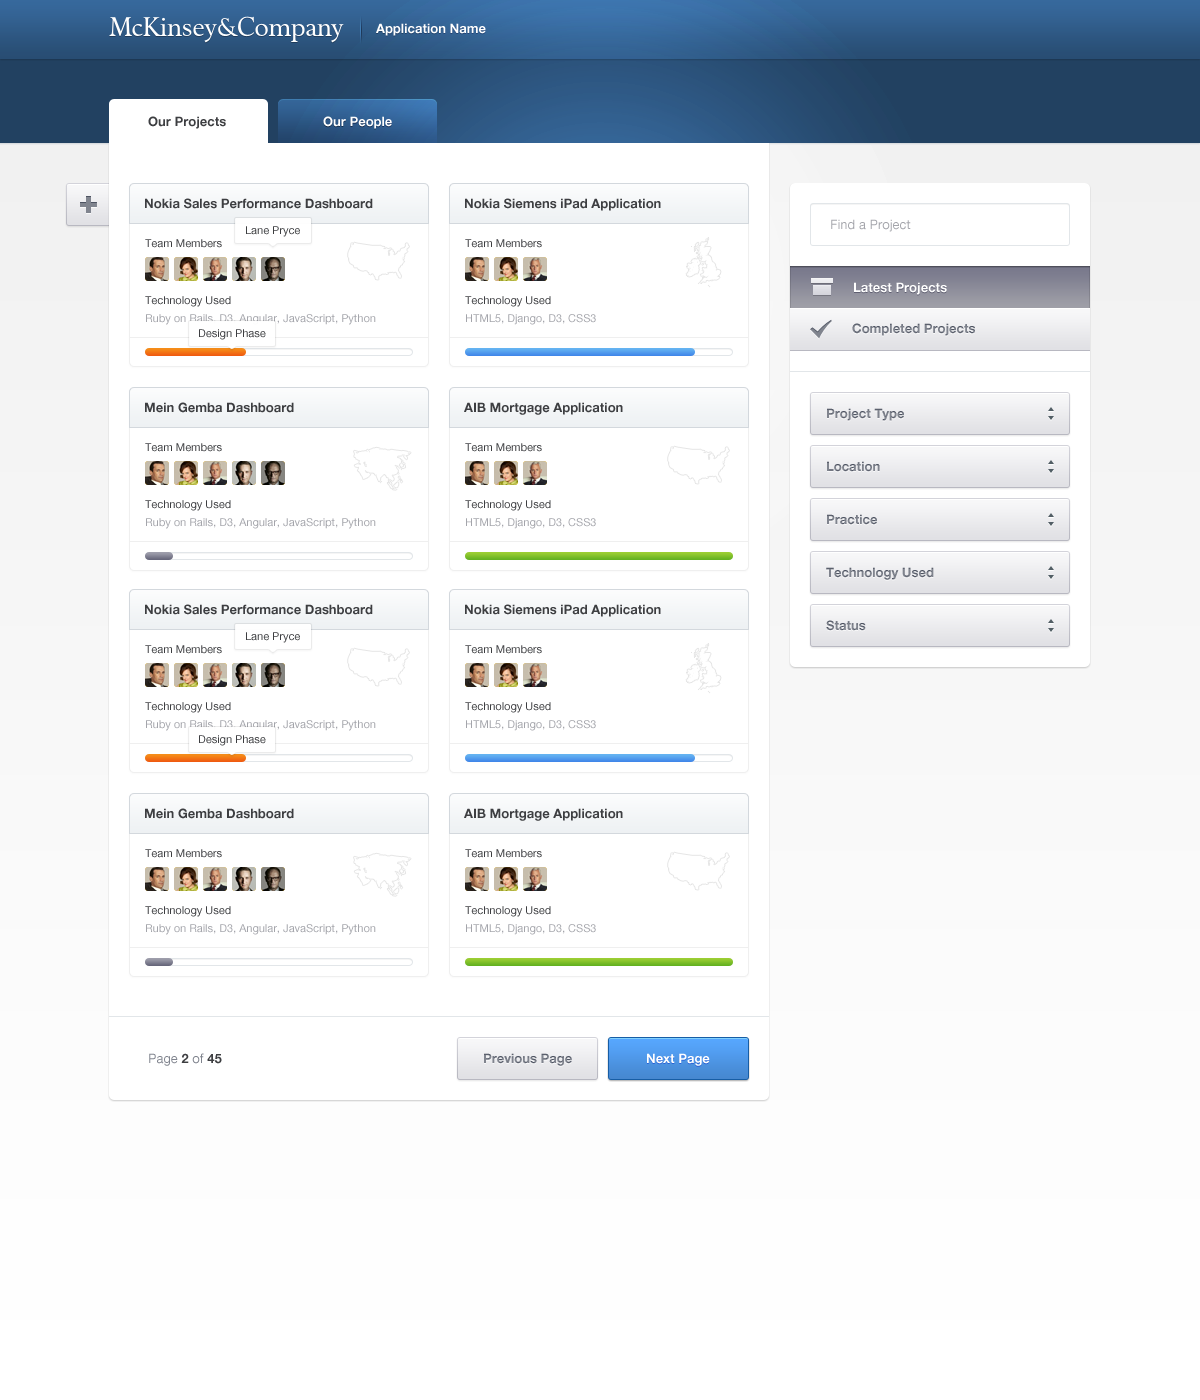 McKinsey&Company
Application Name
Our Projects
Our People
Nokia Sales Performance Dashboard
Lane Pryce
Team Members
Technology Used
Ruby on Rails, D3, Angular, JavaScript, Python
Design Phase
Nokia Siemens iPad Application
Team Members
Technology Used
HTML5, Django, D3, CSS3
Mein Gemba Dashboard
Team Members
Technology Used
Ruby on Rails, D3, Angular, JavaScript, Python
AIB Mortgage Application
Team Members
Technology Used
HTML5, Django, D3, CSS3
Nokia Sales Performance Dashboard
Lane Pryce
Team Members
Technology Used
Ruby on Rails, D3, Angular, JavaScript, Python
Design Phase
Nokia Siemens iPad Application
Team Members
Technology Used
HTML5, Django, D3, CSS3
Mein Gemba Dashboard
Team Members
Technology Used
Ruby on Rails, D3, Angular, JavaScript, Python
AIB Mortgage Application
Team Members
Technology Used
HTML5, Django, D3, CSS3
Page 2 of 45
Previous Page
Next Page
Find a Project
Latest Projects
Completed Projects
Project Type
Location
Practice
Technology Used
Status